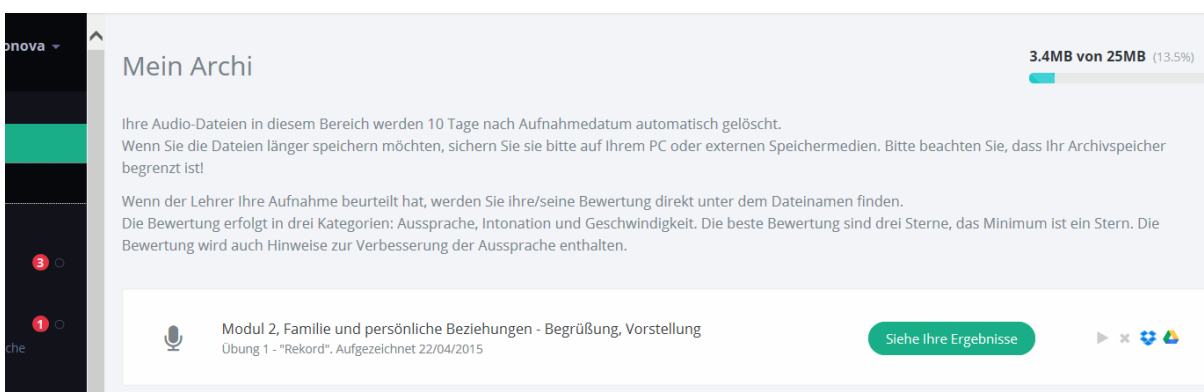 onova
Mein Archi
3.4MB von 25MB (13.5%)
Ihre Audio-Dateien in diesem Bereich werden 10 Tage nach Aufnahmedatum automatisch gelöscht.
Wenn Sie die Dateien länger speichern möchten, sichern Sie sie bitte auf Ihrem PC oder externen Speichermedien. Bitte beachten Sie, dass Ihr Archivspeicher
begrenzt ist!
Wenn der Lehrer Ihre Aufnahme beurteilt hat, werden Sie ihre/seine Bewertung direkt unter dem Dateinamen finden.
Die Bewertung erfolgt in drei Kategorien: Aussprache, Intonation und Geschwindigkeit. Die beste Bewertung sind drei Sterne, das Minimum ist ein Stern. Die
Bewertung wird auch Hinweise zur Verbesserung der Aussprache enthalten.
3
1
che
Modul 2, Familie und persönliche Beziehungen - Begrüßung, Vorstellung
Übung 1 - "Rekord". Aufgezeichnet 22/04/2015
Siehe Ihre Ergebnisse